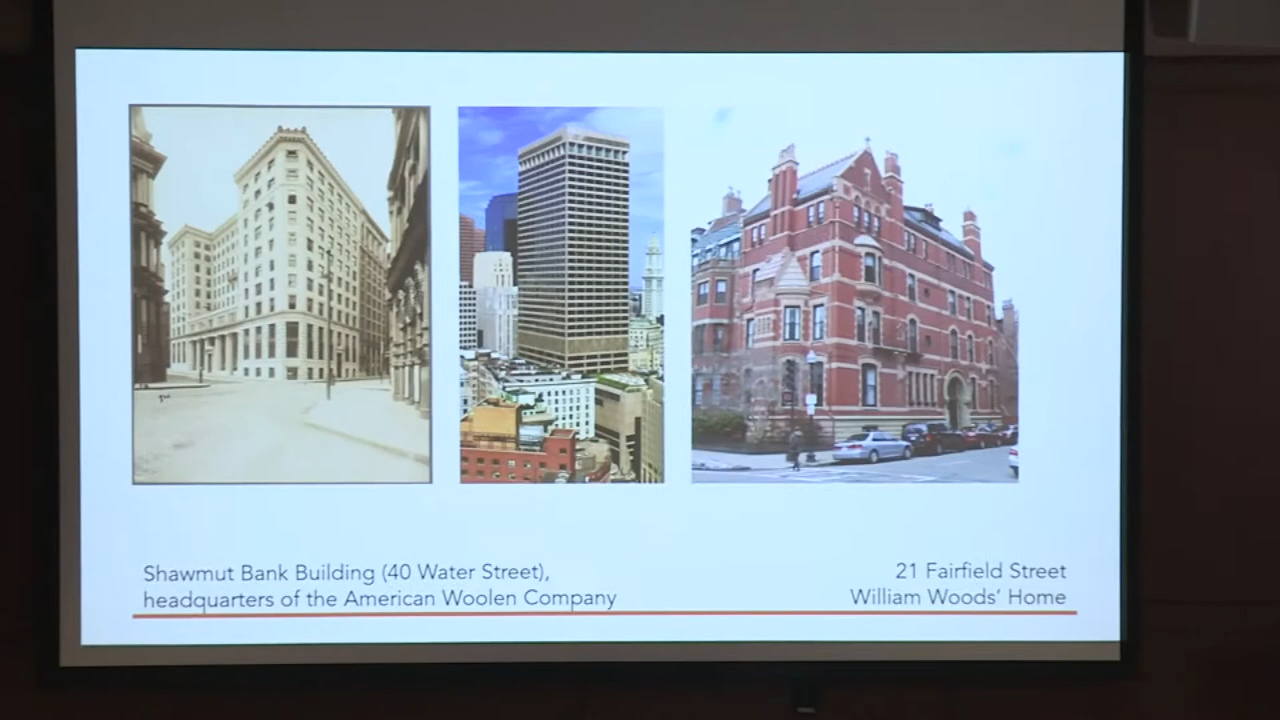 Shawmut Bank Building (40 Water Street),
headquarters of the American Woolen Company
21 Fairfield Street
William Woods' Home